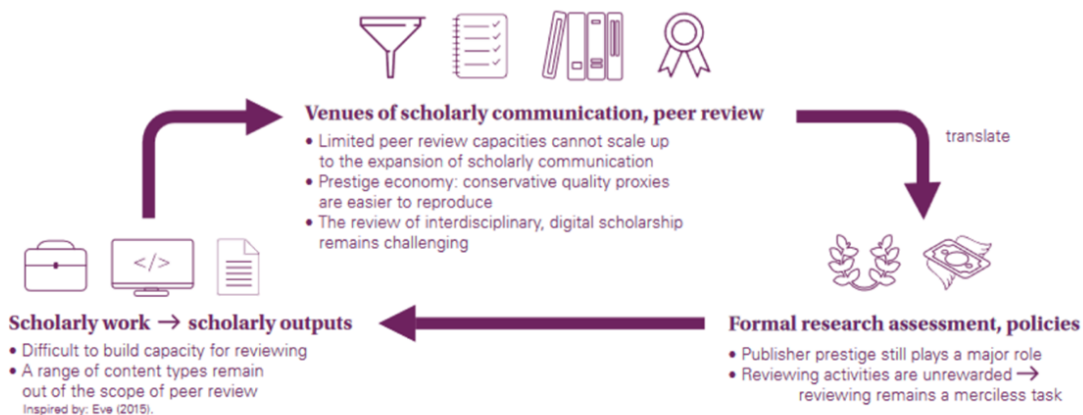 Venues of scholarly communication, peer review
• Limited peer review capacities cannot scale up
to the expansion of scholarly communication
• Prestige economy: conservative quality proxies
are easier to reproduce
• The review of interdisciplinary, digital scholarship
remains challenging
translate
</>
Scholarly work → scholarly outputs
• Difficult to build capacity for reviewing
• A range of content types remain
out of the scope of peer review
Inspired by: Eve (2015).
Formal research assessment, policies
• Publisher prestige still plays a major role
• Reviewing activities are unrewarded →
reviewing remains a merciless task